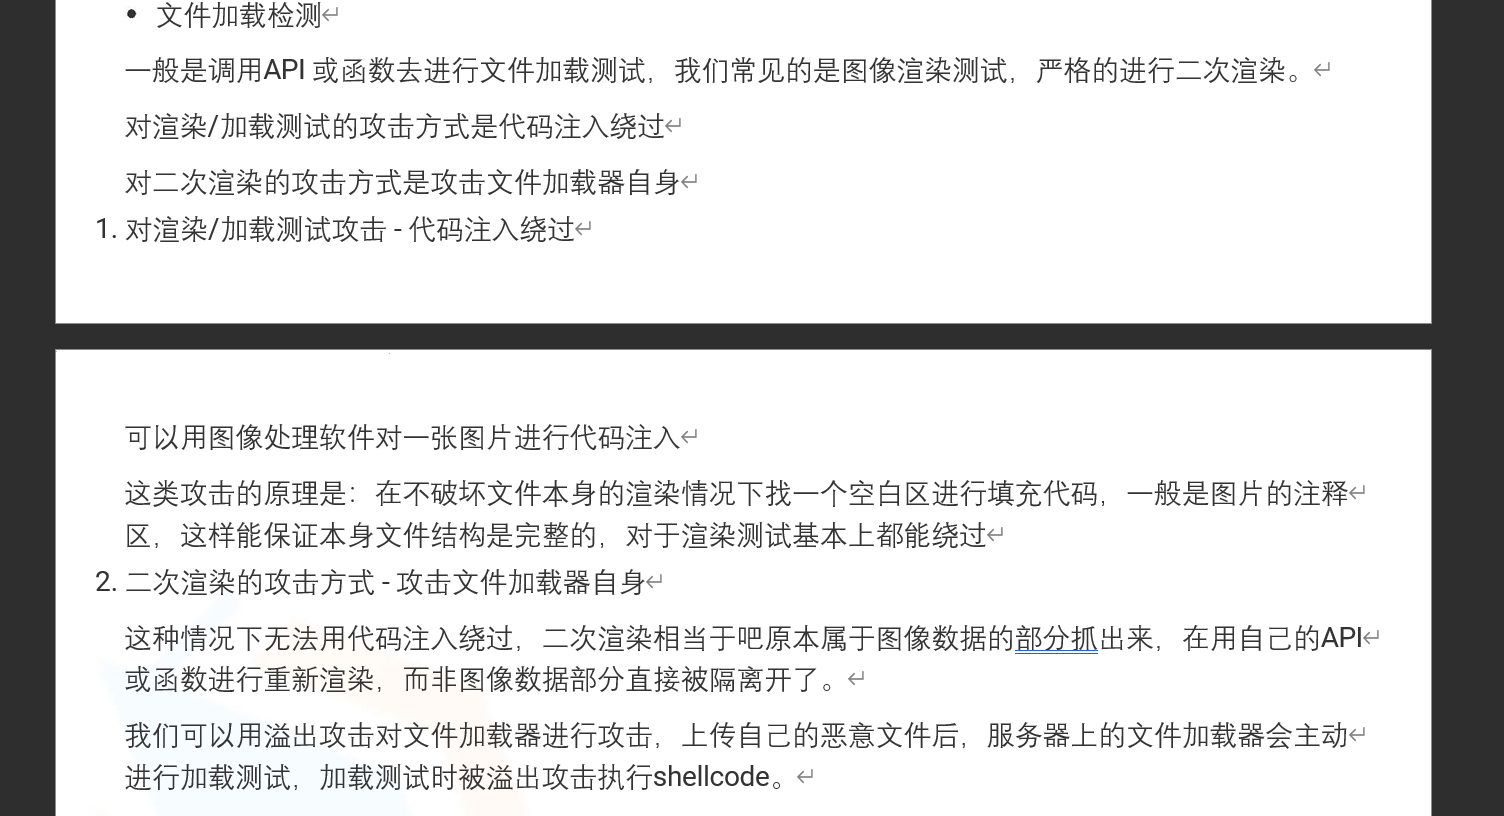 • 文件加载检测↵
一般是调用API 或函数去进行文件加载测试，我们常见的是图像渲染测试，严格的进行二次渲染。↵
对渲染/加载测试的攻击方式是代码注入绕过↵
对二次渲染的攻击方式是攻击文件加载器自身↵
1. 对渲染/加载测试攻击 - 代码注入绕过↵
可以用图像处理软件对一张图片进行代码注入↵
这类攻击的原理是：在不破坏文件本身的渲染情况下找一个空白区进行填充代码，一般是图片的注释↵
区，这样能保证本身文件结构是完整的，对于渲染测试基本上都能绕过↵
2. 二次渲染的攻击方式 - 攻击文件加载器自身↵
这种情况下无法用代码注入绕过，二次渲染相当于吧原本属于图像数据的部分抓出来，在用自己的API↵
或函数进行重新渲染，而非图像数据部分直接被隔离开了。↵
我们可以用溢出攻击对文件加载器进行攻击，上传自己的恶意文件后，服务器上的文件加载器会主动↵
进行加载测试，加载测试时被溢出攻击执行shellcode。↵